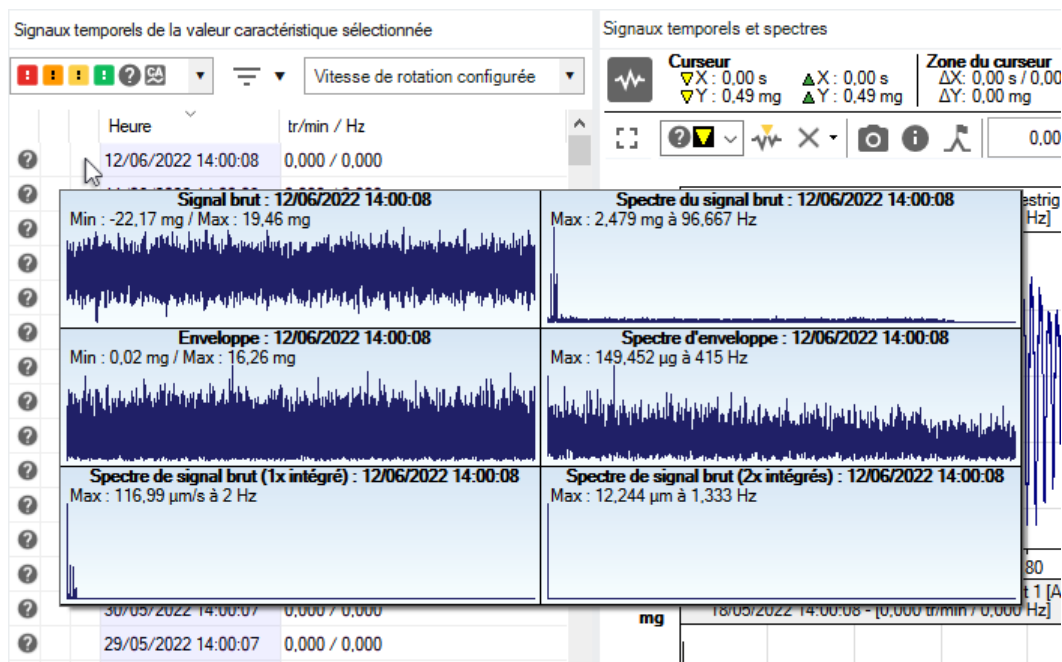 Signaux temporels de la valeur caractéristique sélectionnée
CA
Vitesse de rotation configurée
Heure
tr/min / Hz
12/06/2022 14:00:08 0,000 / 0,000
Signal brut : 12/06/2022 14:00:08
Min : -22,17 mg / Max : 19,46 mg
Spectre du signal brut : 12/06/2022 14:00:08
Max : 2,479 mg à 96,667 Hz
Enveloppe : 12/06/2022 14:00:08
Min : 0,02 mg / Max : 16,26 mg
Spectre d'enveloppe : 12/06/2022 14:00:08
Max : 149,452 µg à 415 Hz
Spectre de signal brut (1x intégré) : 12/06/2022 14:00:08
Max : 116,99 µm/s à 2 Hz
Spectre de signal brut (2x intégrés) : 12/06/2022 14:00:08
Max : 12,244 µm à 1,333 Hz
30/05/2022 14:00:07 0,000 / 0,000
29/05/2022 14:00:07 0,000 / 0,000
Signaux temporels et spectres
Curseur
X : 0,00 s X : 0,00 s
Y : 0,49 mg Y : 0,49 mg
Zone du curseur
ΔX: 0,00 s / 0,00
ΔY: 0,00 mg
0,00
Hz]
80
t 1 [A
18/05/2022 14:00:08 - [0,000 tr/min / 0,000 Hz]
mg